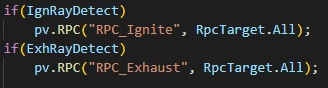 if(IgnRayDetect)
    pv.RPC("RPC_Ignite", RpcTarget.All);
if(ExhRayDetect)
    pv.RPC("RPC_Exhaust", RpcTarget.All);